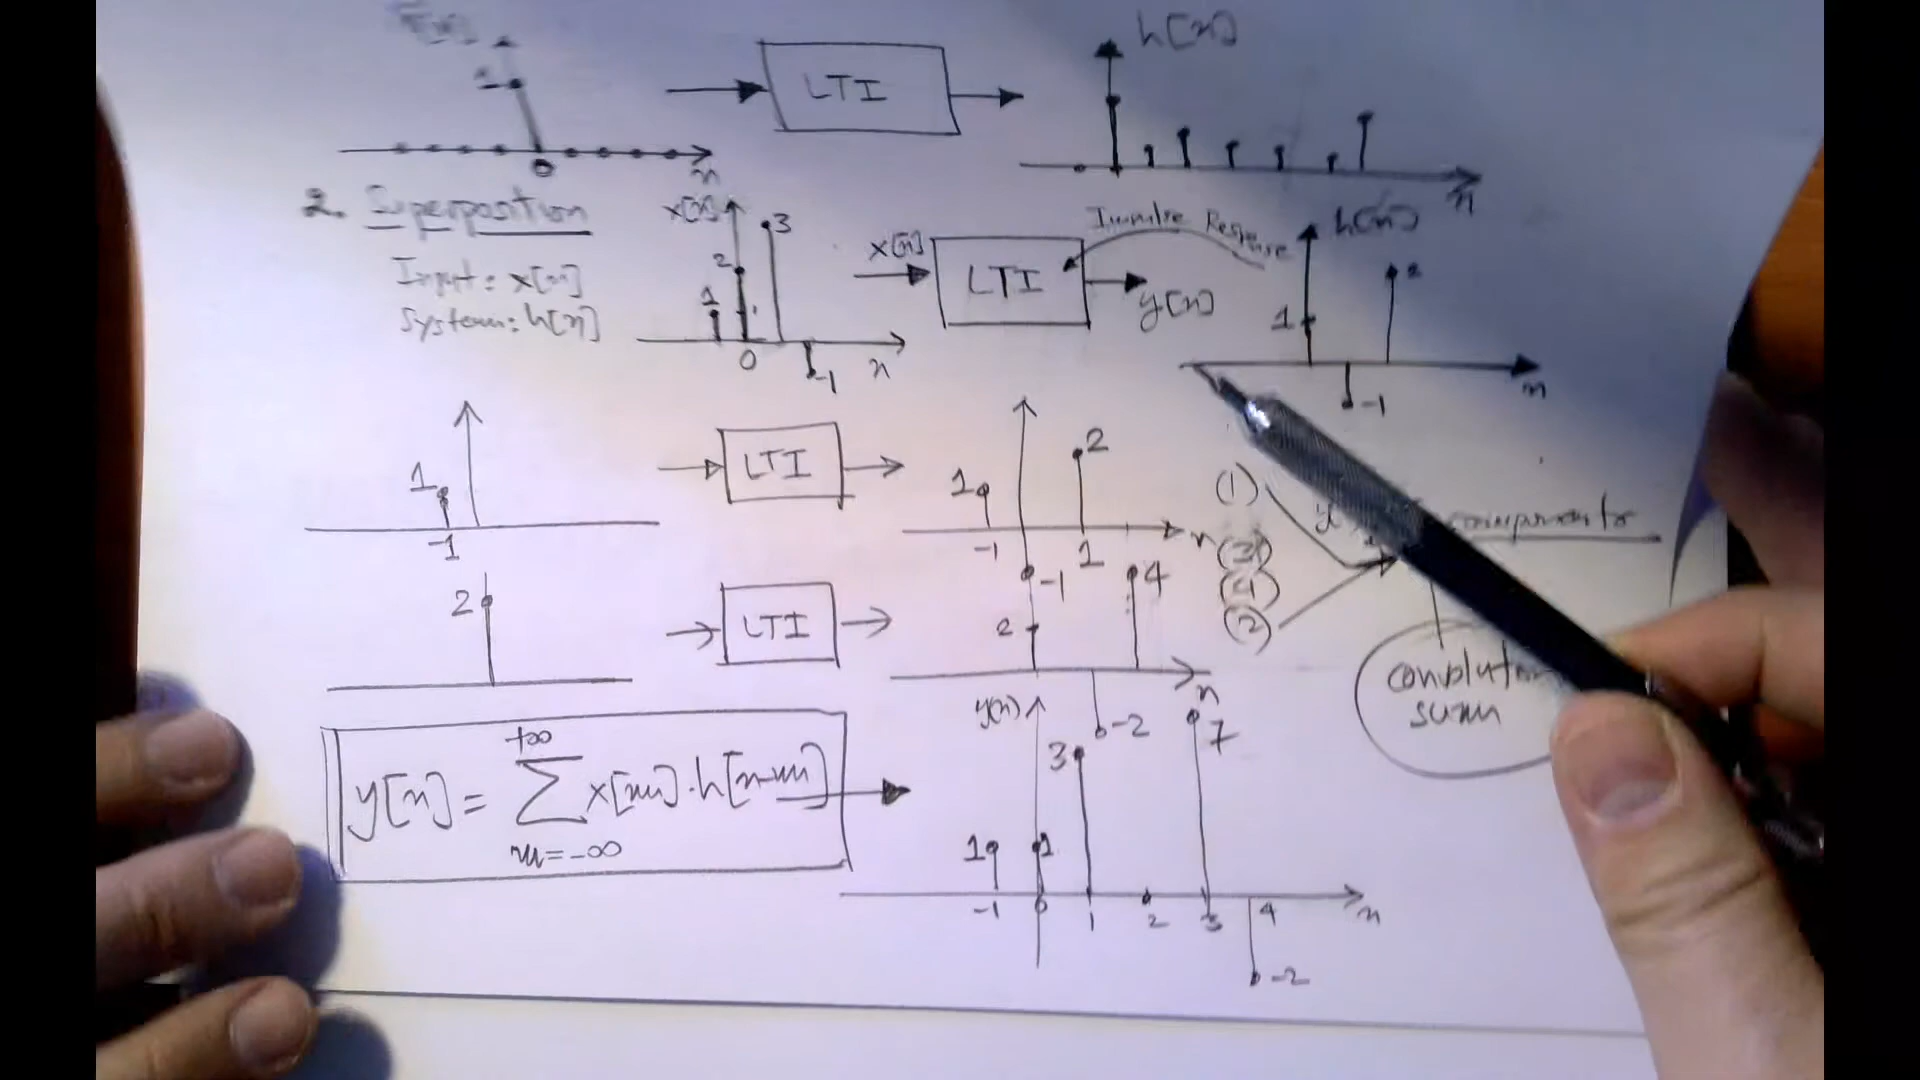 h[n]
1
LTI
0
n
n
2. Superposition
x[n]
3
2
1
x[n]
LTI
Impulse Response
h[n]
2
1
Input: x[n]
System: h[n]
y[n]
0
-1
n
-1
n
1
-1
LTI
1
2
-1
1
n
-1
(1)
(3)
(4)
(2)
components
2
LTI
2
4
-2
n
sum
y[n] = +∞ ∑ m=-∞ x[m]·h[n-m]
y(n)
3
7
1
1
-1
0
1
2
3
4
n
-2